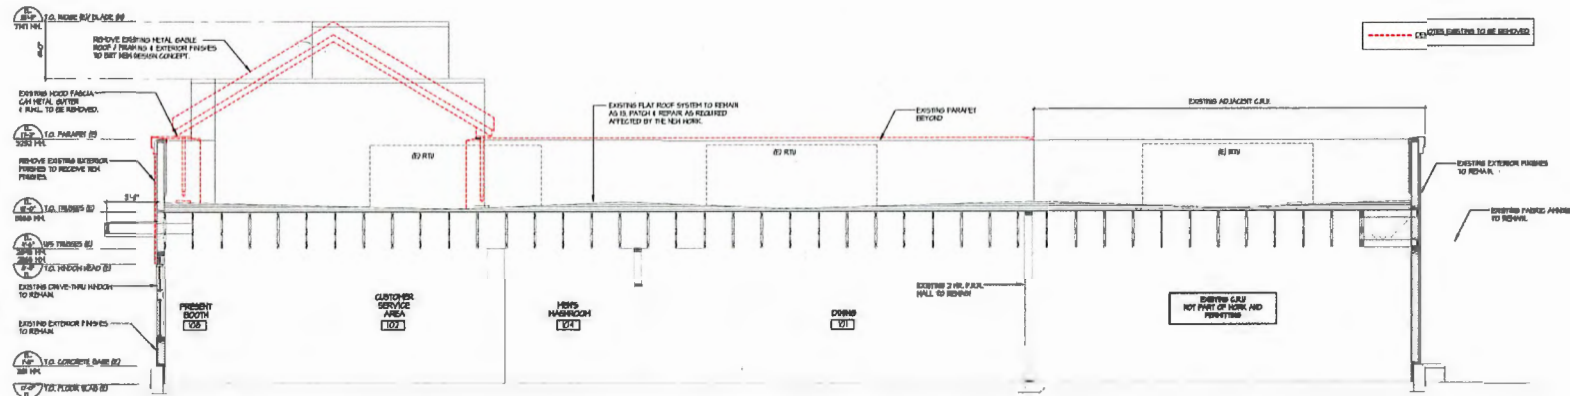 T.O. RIDGE (E)/ BLADE (N)
REMOVE EXISTING METAL GABLE
ROOF / FRAMING & EXTERIOR FINISHES
TO SUIT NEW DESIGN CONCEPT.
EXISTING WOOD FASCIA
C/W METAL GUTTER
& R.W.L. TO BE REMOVED.
T.O. PARAPET (E)
REMOVE EXISTING EXTERIOR
FINISHES TO RECEIVE NEW
FINISHES.
T.O. TRUSSES (E)
U/S TRUSSES (E)
T.O. WINDOW HEAD (E)
EXISTING DRIVE-THRU WINDOW
TO REMAIN.
EXISTING EXTERIOR FINISHES
TO REMAIN.
T.O. CONCRETE BASE (E)
T.O. FLOOR SLAB (E)
(E) RTU
EXISTING FLAT ROOF SYSTEM TO REMAIN
AS IS. PATCH & REPAIR AS REQUIRED
AFFECTED BY THE NEW WORK.
(E) RTU
EXISTING PARAPET
BEYOND
EXISTING ADJACENT C.R.U.
(E) RTU
NOTES EXISTING TO BE REMOVED
EXISTING EXTERIOR FINISHES
TO REMAIN.
EXISTING FABRIC AWNING
TO REMAIN.
PRESENT
BOOTH
108
CUSTOMER
SERVICE
AREA
102
MEN'S
WASHROOM
104
DINING
101
EXISTING 2 HR. F.R.R.
WALL TO REMAIN
EXISTING C.R.U
NOT PART OF WORK AND
PERMITTING